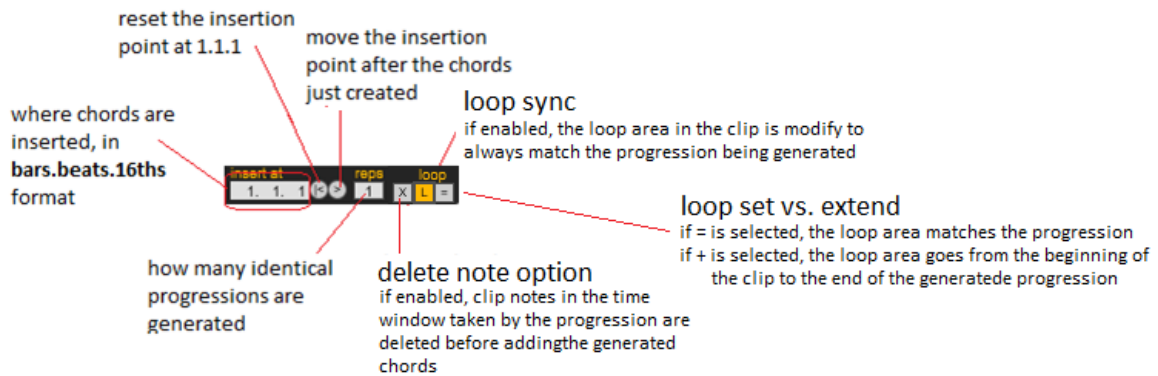 reset the insertion
point at 1.1.1
move the insertion
point after the chords
just created
where chords are
inserted, in
bars.beats.16ths
format
loop sync
if enabled, the loop area in the clip is modify to
always match the progression being generated
insert at reps loop
1. 1. 1 |< > 1 X L =
loop set vs. extend
if = is selected, the loop area matches the progression
if + is selected, the loop area goes from the beginning of
the clip to the end of the generatede progression
how many identical
progressions are
generated
delete note option
if enabled, clip notes in the time
window taken by the progression are
deleted before addingthe generated
chords